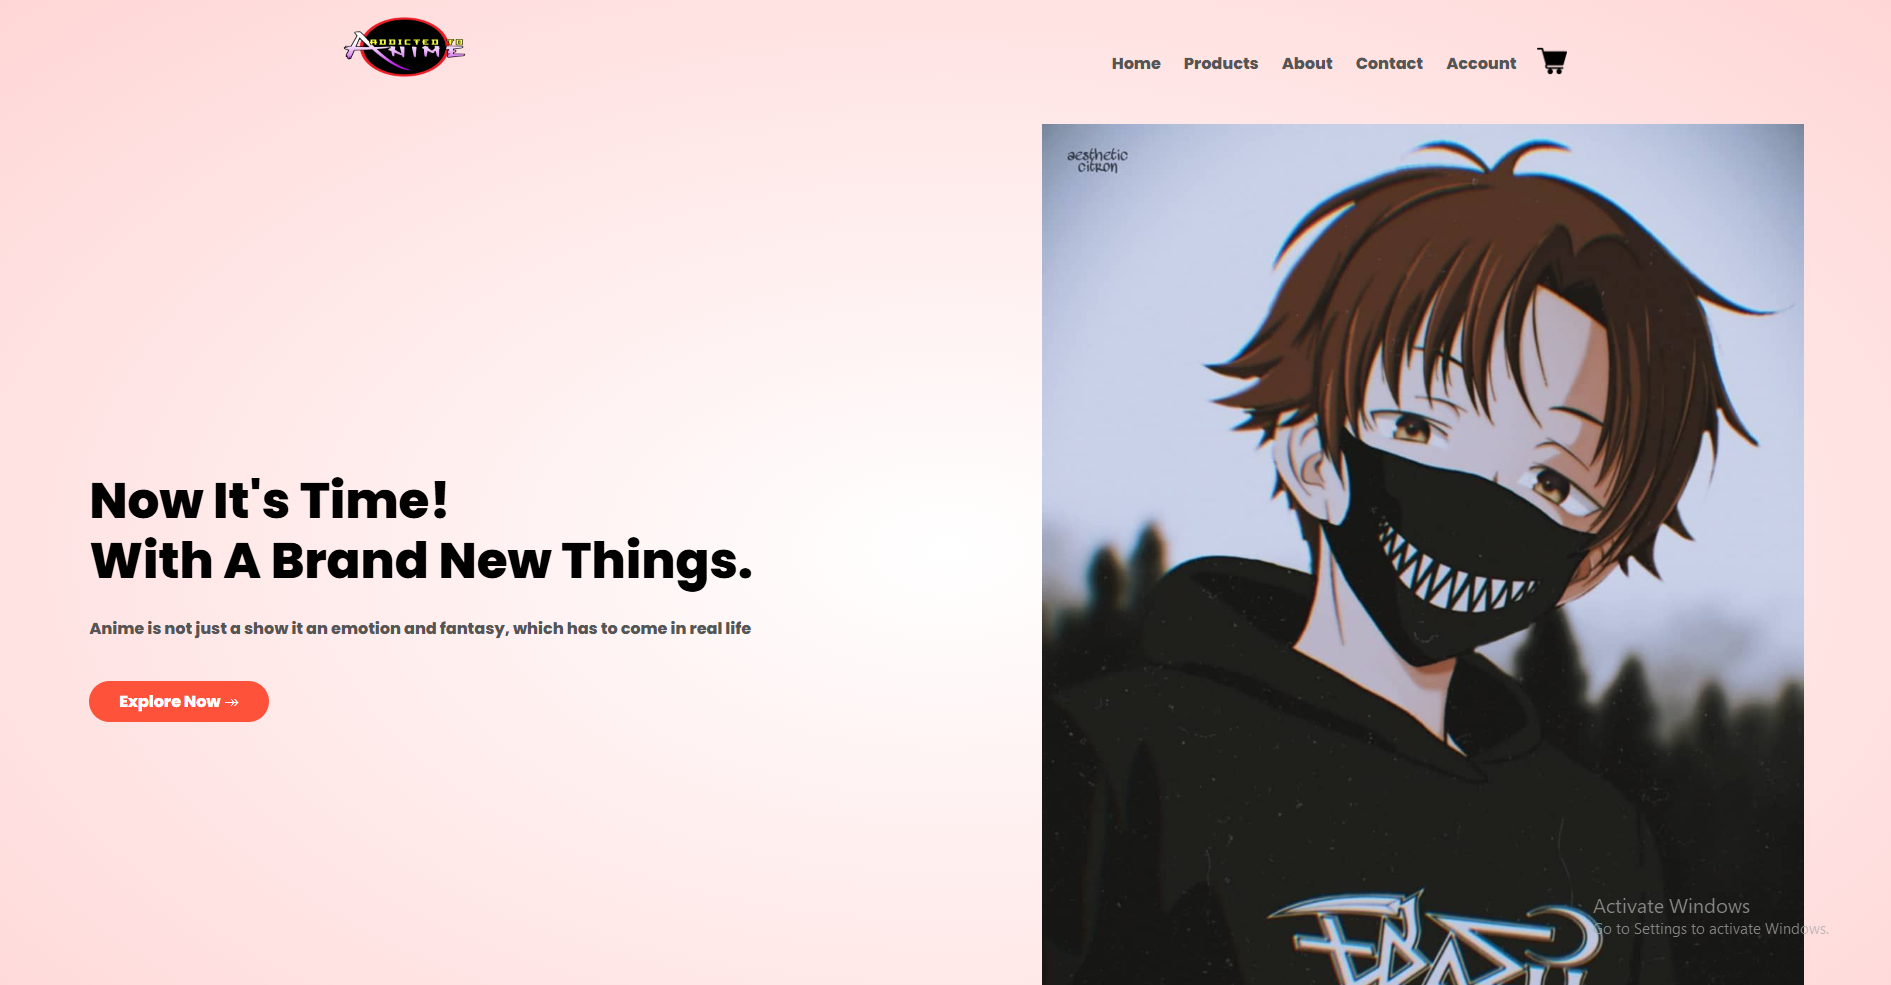 ADDICTED TO
ANIME
Home Products About Contact Account
aesthetic
citron
Now It's Time!
With A Brand New Things.
Anime is not just a show it an emotion and fantasy, which has to come in real life
Explore Now ↠
Activate Windows
Go to Settings to activate Windows.